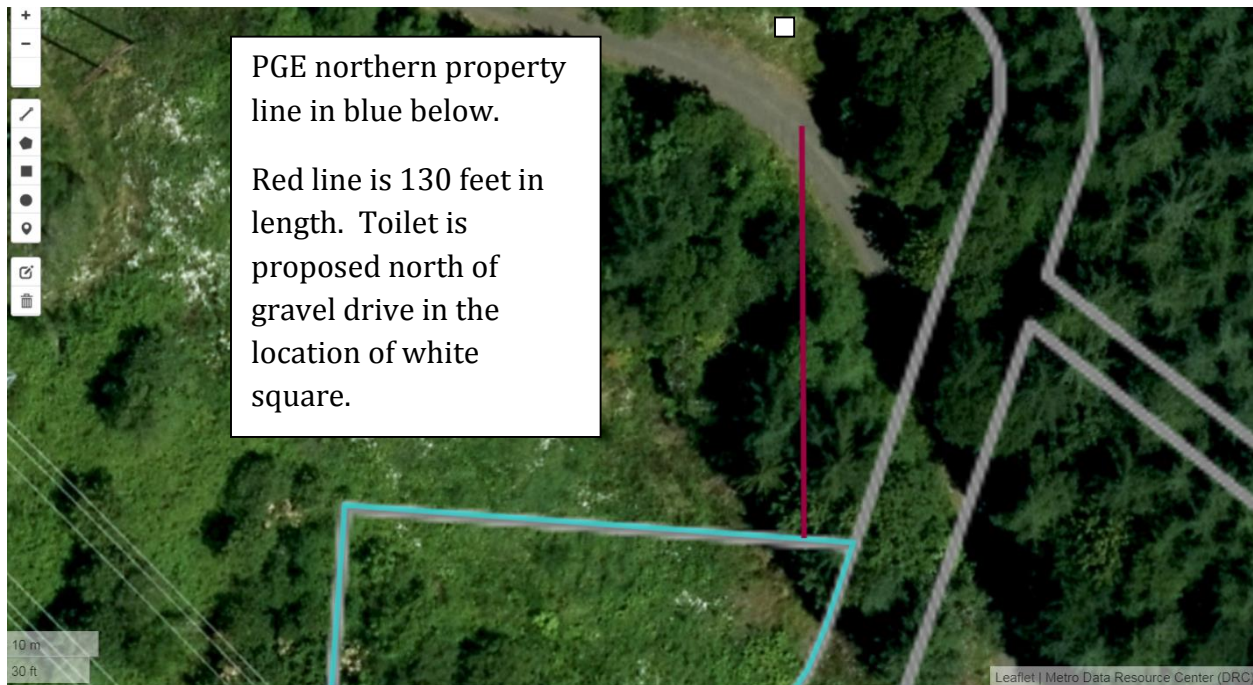 +
−
PGE northern property
line in blue below.
Red line is 130 feet in
length. Toilet is
proposed north of
gravel drive in the
location of white
square.
10 m
30 ft
Leaflet | Metro Data Resource Center (DRC)